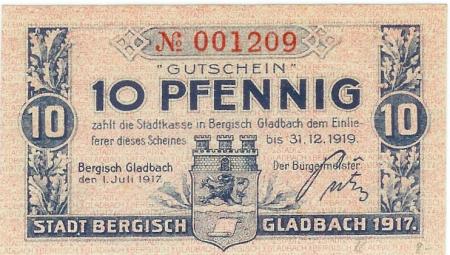 № 001209
"GUTSCHEIN"
10 PFENNIG
10
10
zahlt die Stadtkasse in Bergisch Gladbach dem Einlie-
ferer dieses Scheines bis 31.12.1919.
Bergisch Gladbach
den 1. Juli 1917.
Der Bürgermeister:
STADT BERGISCH GLADBACH 1917.